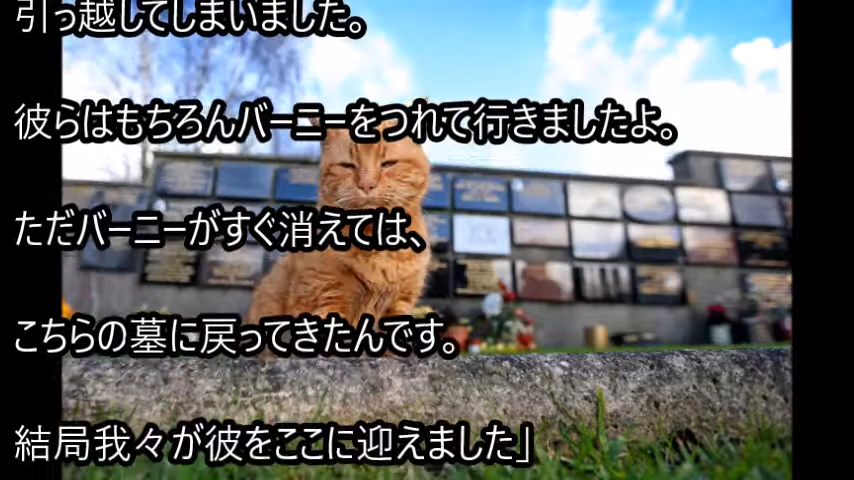 引っ越してしまいました。
彼らはもちろんバーニーをつれて行きましたよ。
ただバーニーがすぐ消えては、
こちらの墓に戻ってきたんです。
結局我々が彼をここに迎えました」